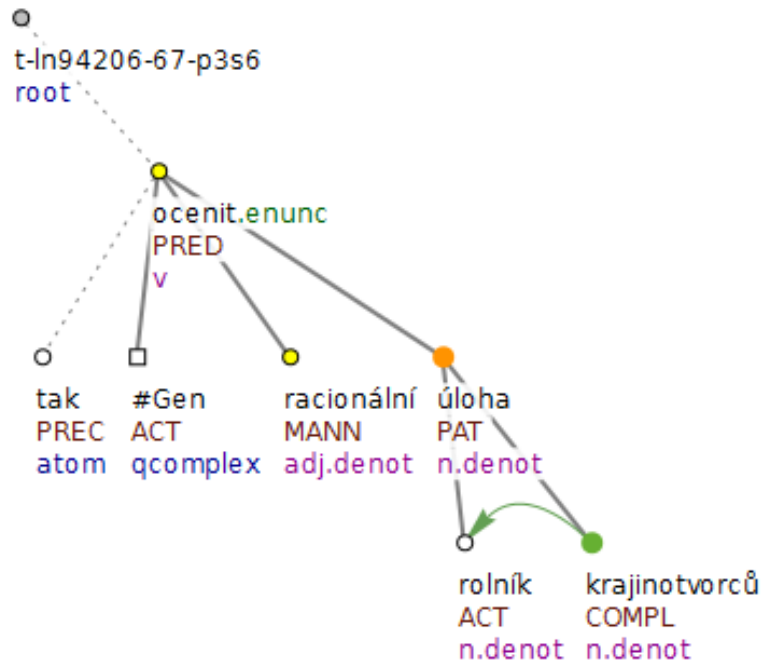 t-ln94206-67-p3s6
root
ocenit.enunc
PRED
v
tak #Gen racionální úloha
PREC ACT MANN PAT
atom qcomplex adj.denot n.denot
rolník krajinotvorců
ACT COMPL
n.denot n.denot